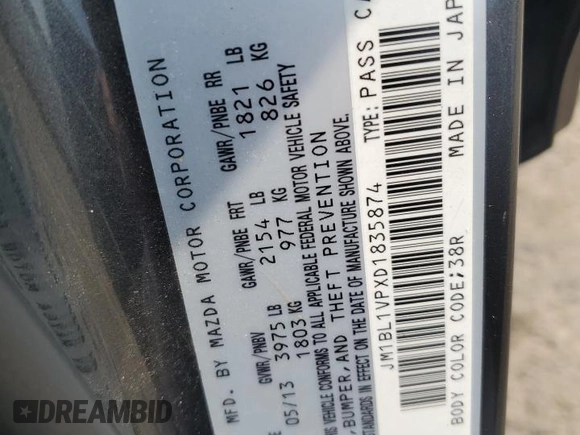 MFD. BY MAZDA MOTOR CORPORATION
GVWR/PNBV GAWR/PNBE FRT GAWR/PNBE RR
05/13 3975 LB 2154 LB 1821 LB
1803 KG 977 KG 826 KG
VEHICLE CONFORMS TO ALL APPLICABLE FEDERAL MOTOR VEHICLE SAFETY
,BUMPER, AND THEFT PREVENTION
STANDARDS IN EFFECT ON THE DATE OF MANUFACTURE SHOWN ABOVE.
JM1BL1VPXD1835874 TYPE: PASS CA
BODY COLOR CODE;38R MADE IN JAP
DREAMBID